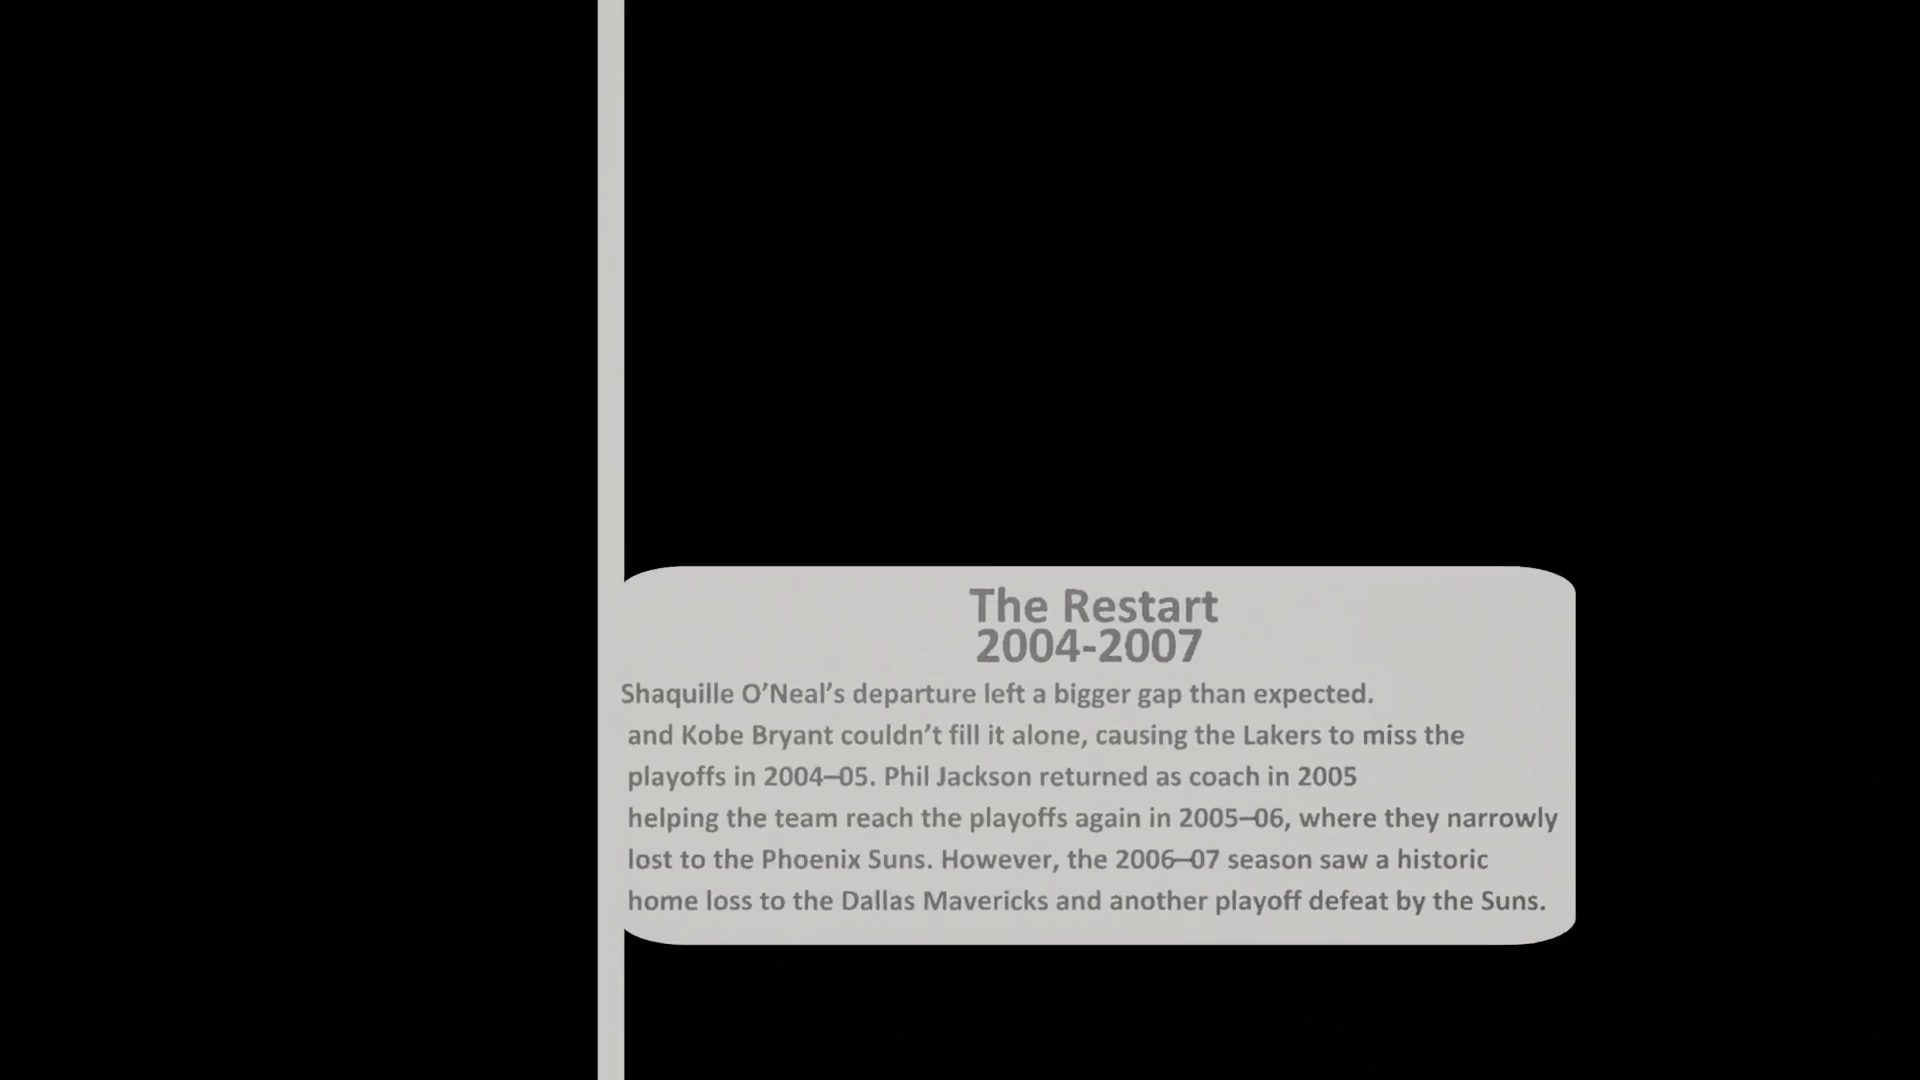 The Restart
2004-2007
Shaquille O’Neal’s departure left a bigger gap than expected.
and Kobe Bryant couldn’t fill it alone, causing the Lakers to miss the
playoffs in 2004–05. Phil Jackson returned as coach in 2005
helping the team reach the playoffs again in 2005–06, where they narrowly
lost to the Phoenix Suns. However, the 2006–07 season saw a historic
home loss to the Dallas Mavericks and another playoff defeat by the Suns.